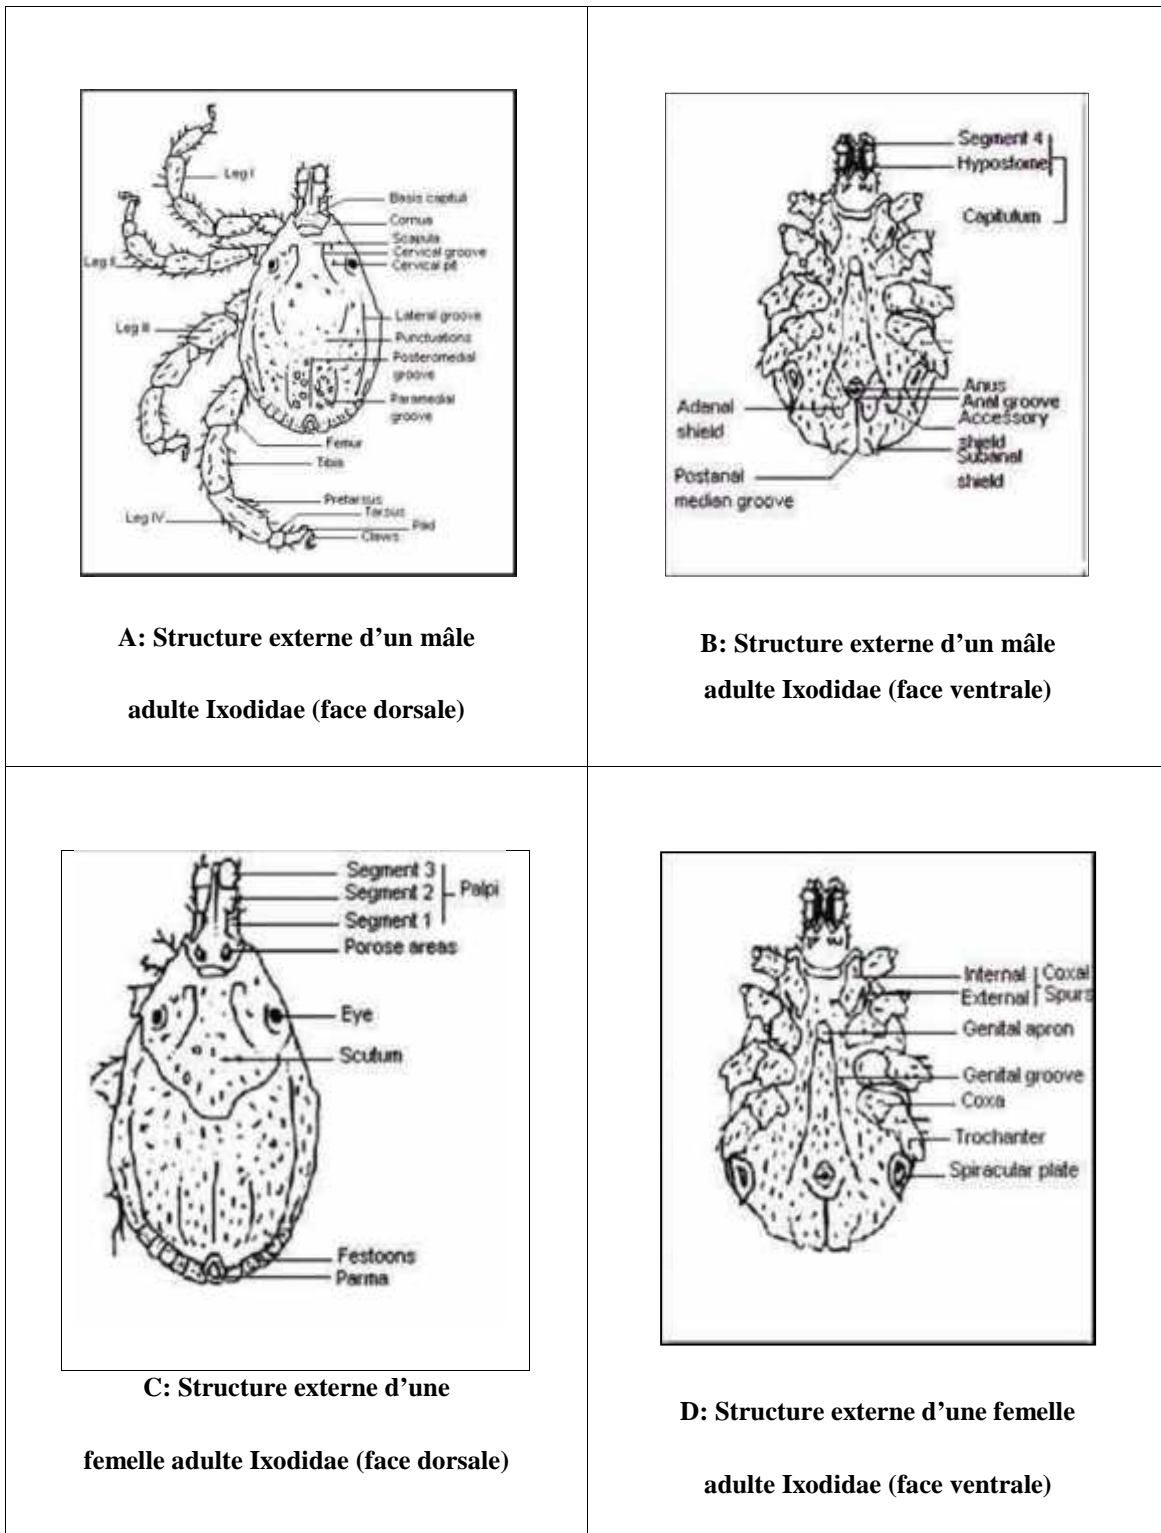 Leg I
Basis capituli
Cornua
Scapula
Cervical groove
Cervical pit
Leg II
Lateral groove
Leg III
Punctuations
Posteromedial
groove
Paramedial
groove
Femur
Tibia
Pretarsus
Tarsus
Leg IV
Pad
Claws
A: Structure externe d’un mâle
adulte Ixodidae (face dorsale)
Segment 4
Hypostome
Capitulum
Anus
Anal groove
Adanal
shield
Accessory
shield
Subanal
shield
Postanal
median groove
B: Structure externe d’un mâle
adulte Ixodidae (face ventrale)
Segment 3
Segment 2
Palpi
Segment 1
Porose areas
Eye
Scutum
Festoons
Parma
C: Structure externe d’une
femelle adulte Ixodidae (face dorsale)
Internal
Coxal
External
Spurs
Genital apron
Genital groove
Coxa
Trochanter
Spiracular plate
D: Structure externe d’une femelle
adulte Ixodidae (face ventrale)